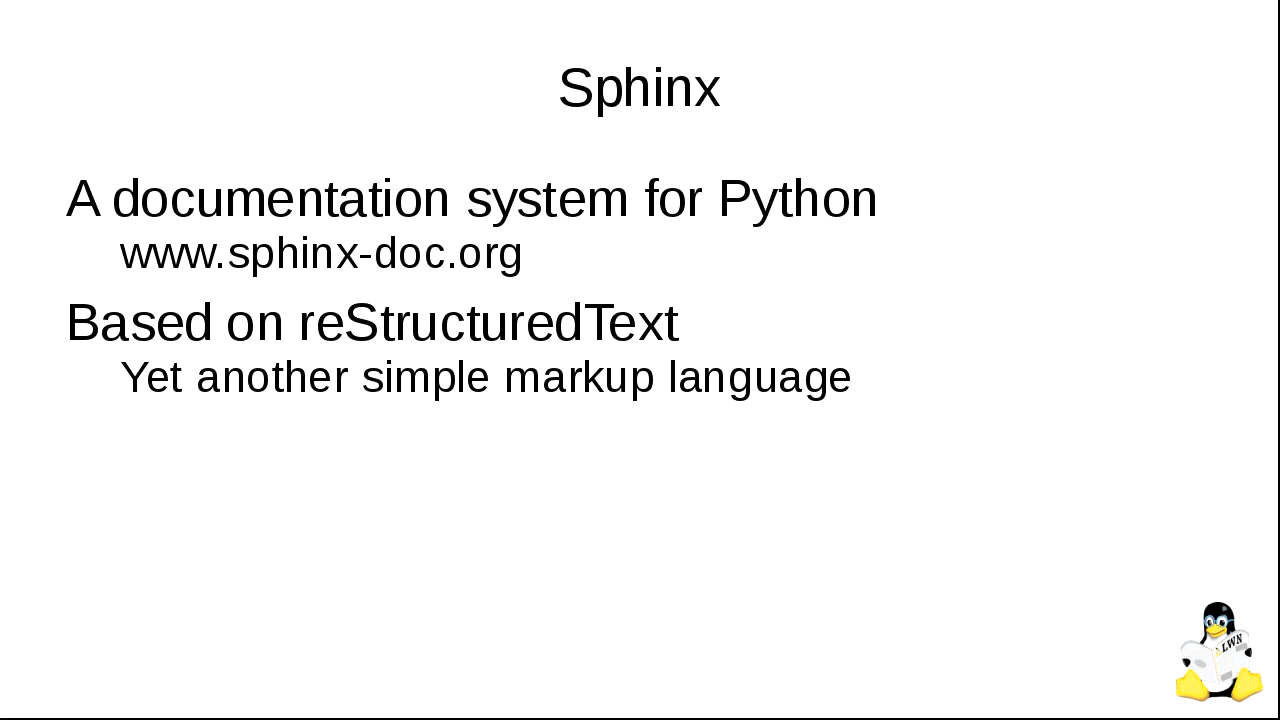 Sphinx
A documentation system for Python
www.sphinx-doc.org
Based on reStructuredText
Yet another simple markup language
LWN